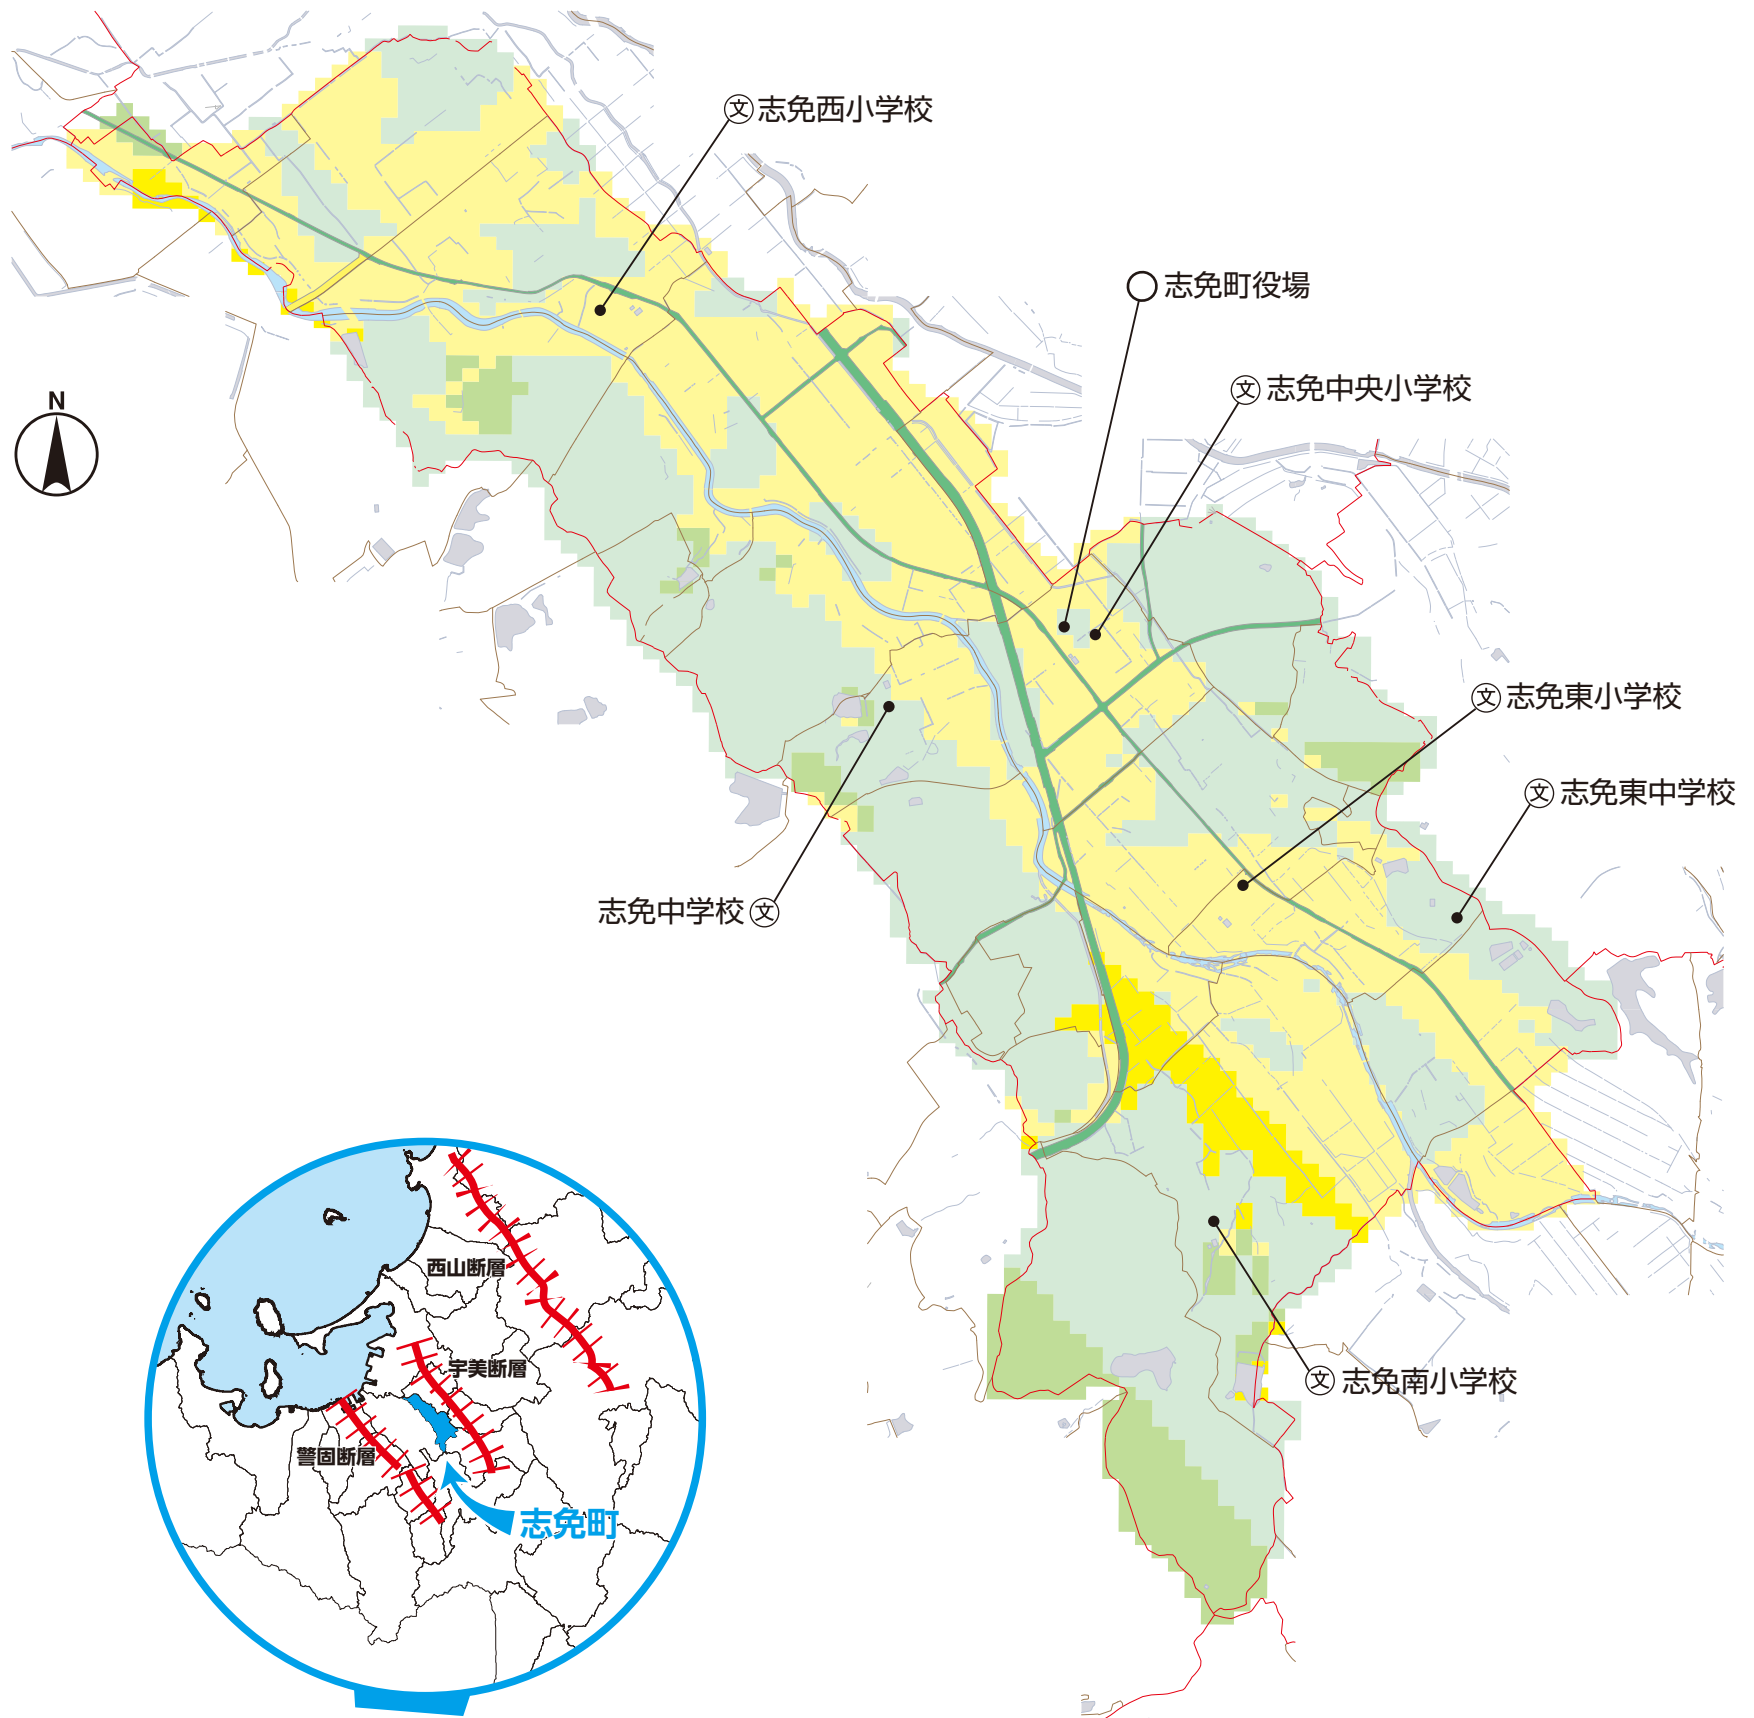 文志免西小学校
志免町役場
文志免中央小学校
N
文志免東小学校
文志免東中学校
志免中学校文
西山断層
宇美断層
文志免南小学校
警固断層
志免町